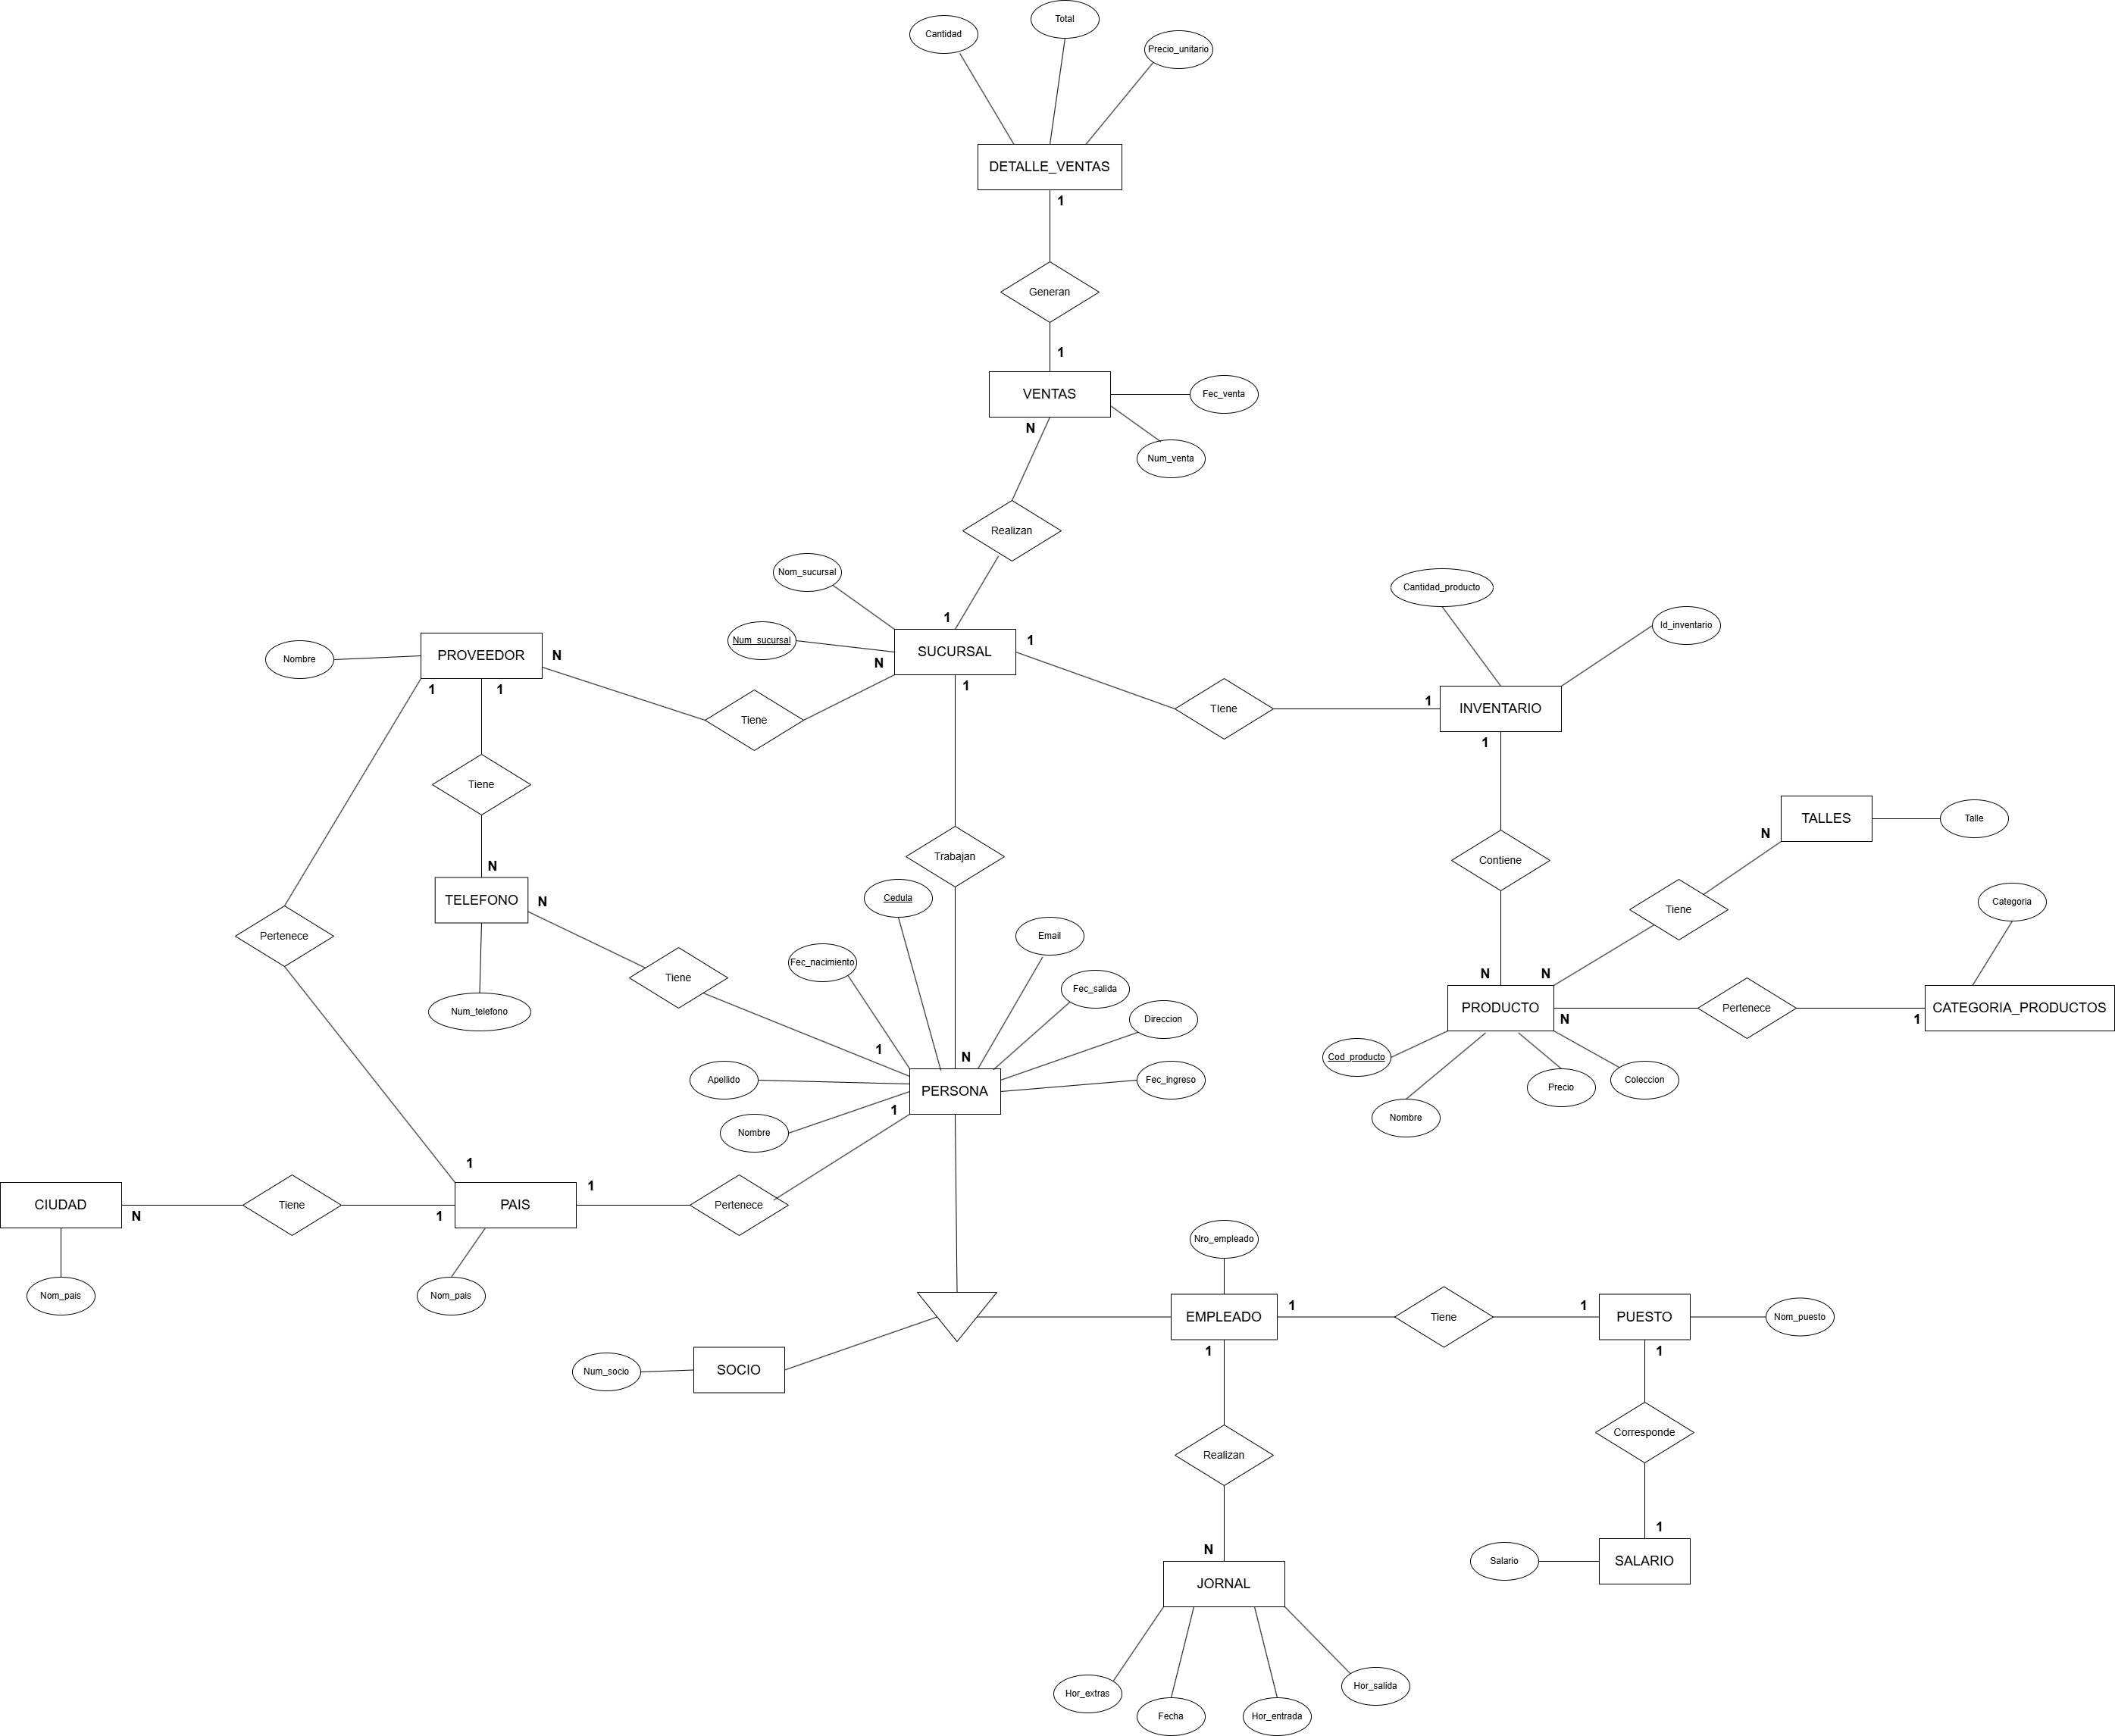 Total
Cantidad
Precio_unitario
DETALLE_VENTAS
1
Generan
1
VENTAS
Fec_venta
N
Num_venta
Realizan
Nom_sucursal
Cantidad_producto
1
Id_inventario
Num_sucursal
1
SUCURSAL
Nombre
PROVEEDOR
N
N
1
1
1
1
INVENTARIO
Tiene
TIene
1
Tiene
TALLES
Talle
N
Contiene
Trabajan
N
TELEFONO
N
Cedula
Categoria
Tiene
Pertenece
Email
Fec_nacimiento
Tiene
N
N
Fec_salida
PRODUCTO
Pertenece
CATEGORIA_PRODUCTOS
Num_telefono
N
1
Direccion
1
N
Cod_producto
Apellido
Fec_ingreso
Coleccion
Precio
PERSONA
1
Nombre
Nombre
1
1
CIUDAD
Tiene
PAIS
Pertenece
N
1
Nro_empleado
Nom_pais
Nom_pais
1
1
EMPLEADO
Tiene
PUESTO
Nom_puesto
1
1
SOCIO
Num_socio
Corresponde
Realizan
1
N
Salario
SALARIO
JORNAL
Hor_salida
Hor_extras
Fecha
Hor_entrada